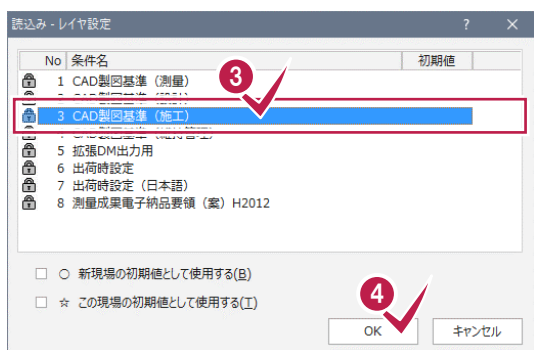 読込み - レイヤ設定 ? ×
No 条件名 初期値
1 CAD製図基準（測量）
3
3 CAD製図基準（施工）
5 拡張DM出力用
6 出荷時設定
7 出荷時設定（日本語）
8 測量成果電子納品要領（案）H2012
○ 新現場の初期値として使用する(B)
☆ この現場の初期値として使用する(T)
4
OK キャンセル